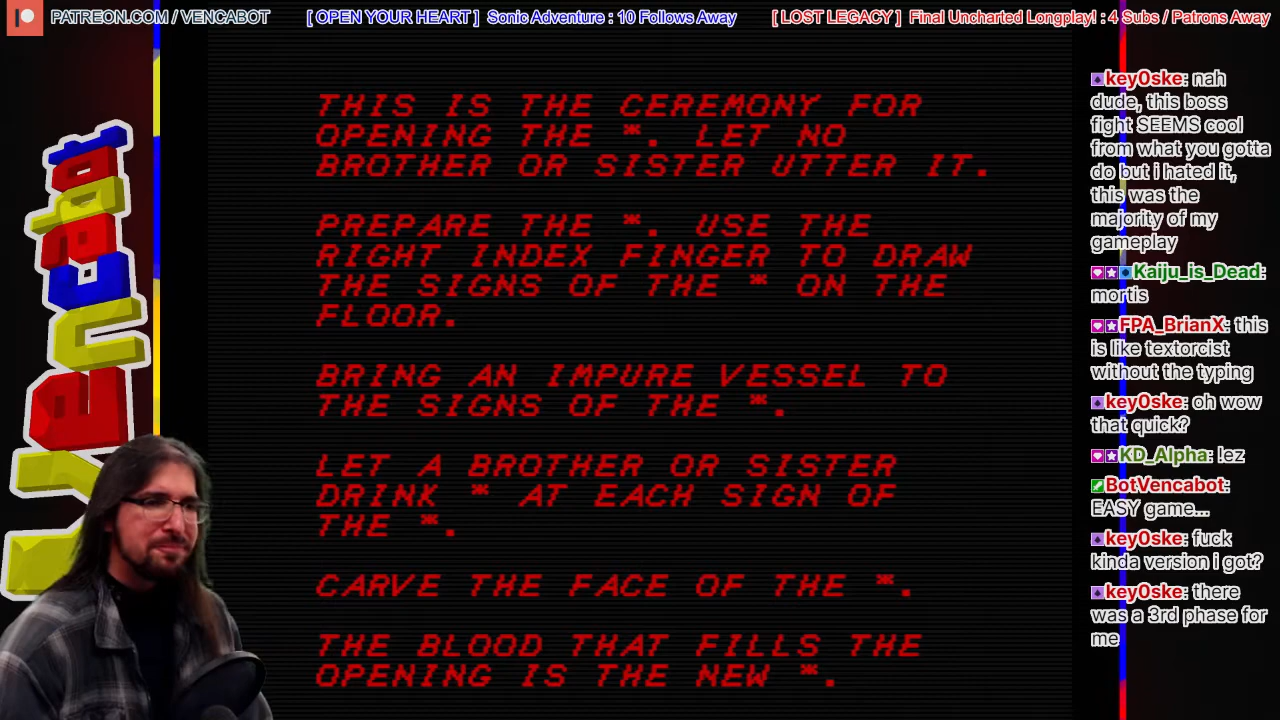 PATREON.COM / VENCABOT
[ OPEN YOUR HEART ] Sonic Adventure : 10 Follows Away
[ LOST LEGACY ] Final Uncharted Longplay! : 4 Subs / Patrons Away
THIS IS THE CEREMONY FOR
OPENING THE *. LET NO
BROTHER OR SISTER UTTER IT.
PREPARE THE *. USE THE
RIGHT INDEX FINGER TO DRAW
THE SIGNS OF THE * ON THE
FLOOR.
BRING AN IMPURE VESSEL TO
THE SIGNS OF THE *.
LET A BROTHER OR SISTER
DRINK * AT EACH SIGN OF
THE *.
CARVE THE FACE OF THE *.
THE BLOOD THAT FILLS THE
OPENING IS THE NEW *.
key0ske: nah
dude, this boss
fight SEEMS cool
from what you gotta
do but i hated it,
this was the
majority of my
gameplay
Kaiju_is_Dead:
mortis
FPA_BrianX: this
is like textorcist
without the typing
key0ske: oh wow
that quick?
KD_Alpha: !ez
BotVencabot:
EASY game...
key0ske: fuck
kinda version i got?
key0ske: there
was a 3rd phase for
me